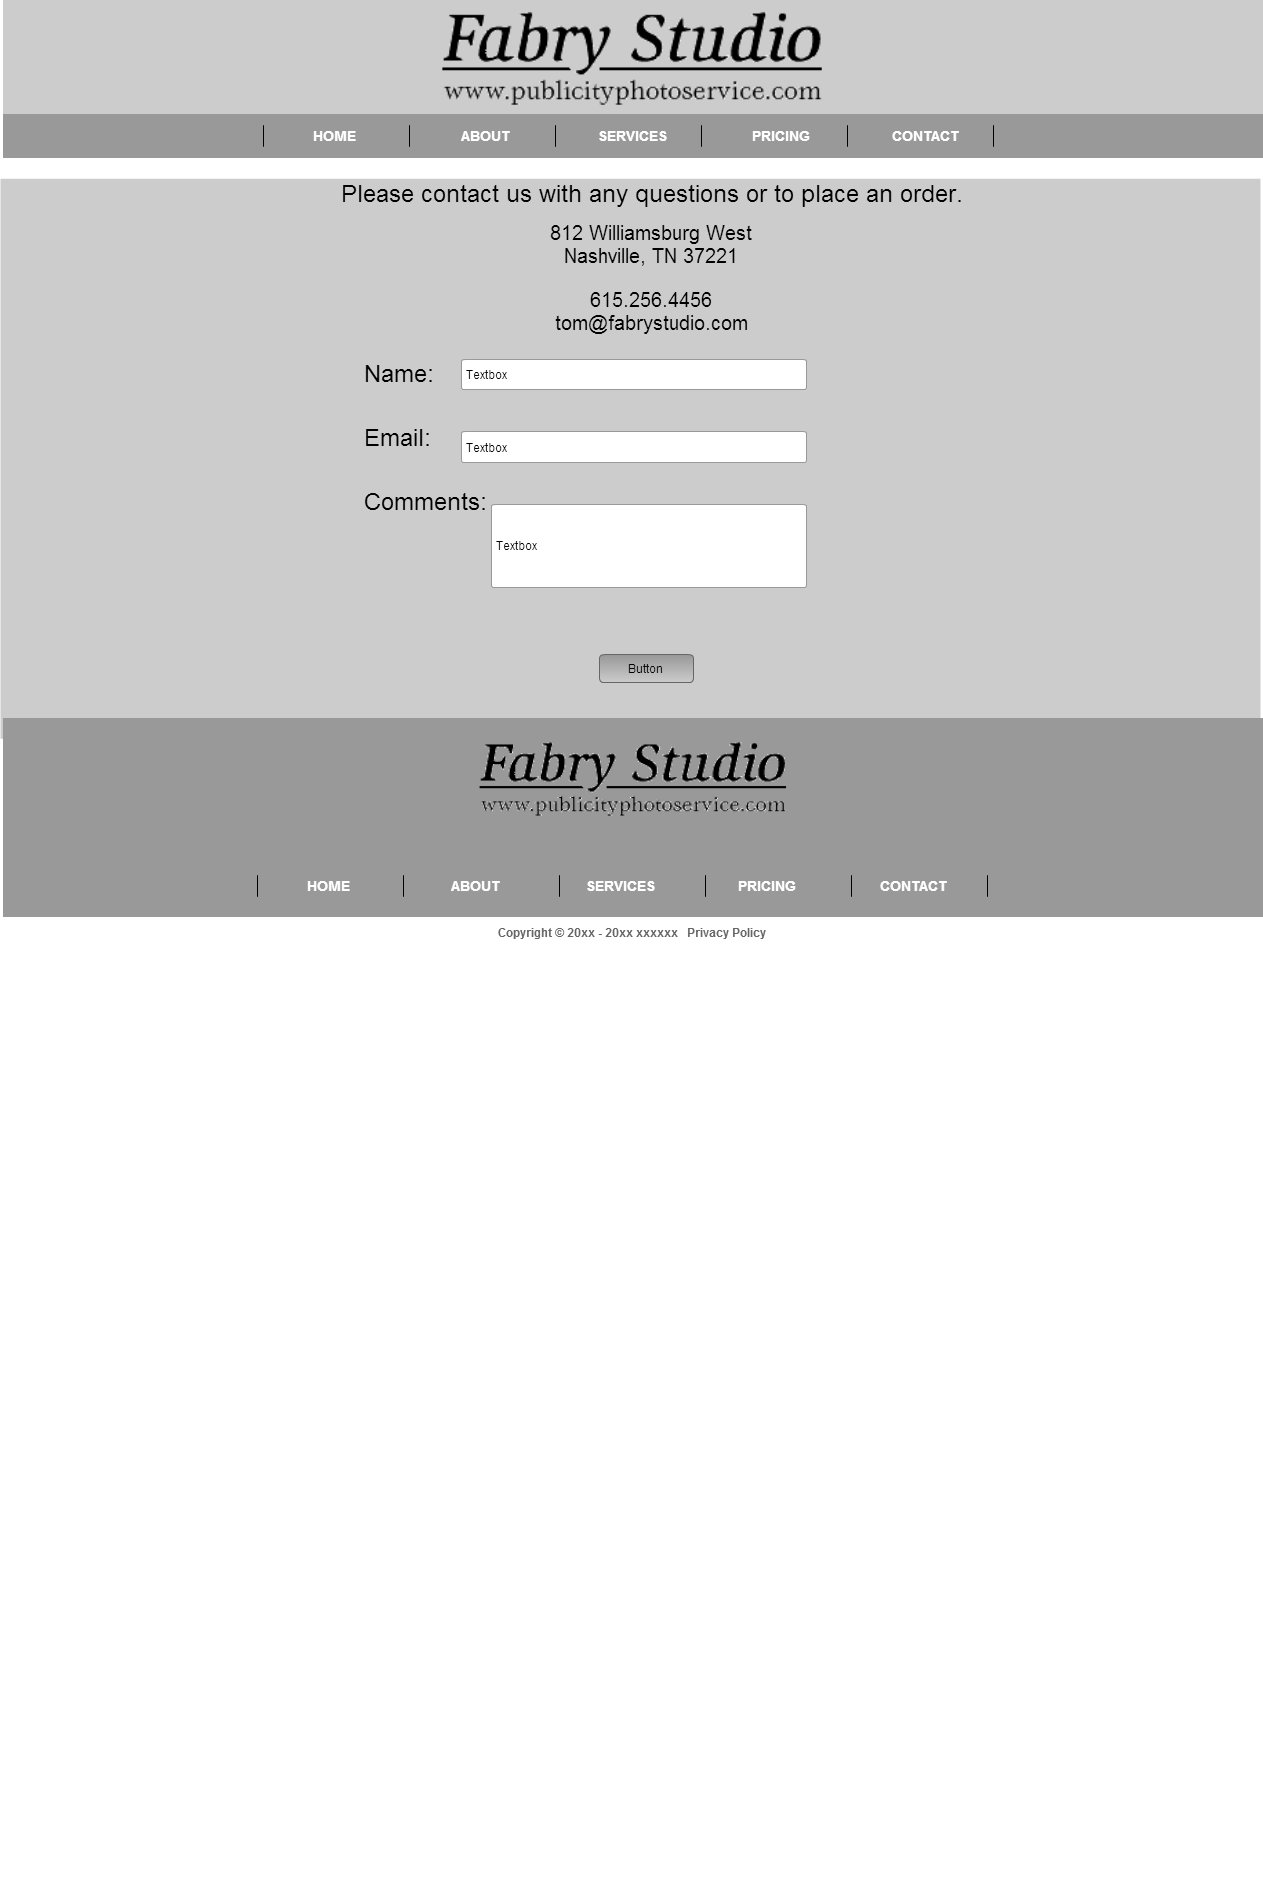 Fabry Studio
www.publicityphotoservice.com
HOME ABOUT SERVICES PRICING CONTACT
Please contact us with any questions or to place an order.
812 Williamsburg West
Nashville, TN 37221
615.256.4456
tom@fabrystudio.com
Name: Textbox
Email: Textbox
Comments:
Textbox
Button
Fabry Studio
www.publicityphotoservice.com
HOME ABOUT SERVICES PRICING CONTACT
Copyright © 20xx - 20xx xxxxxx Privacy Policy